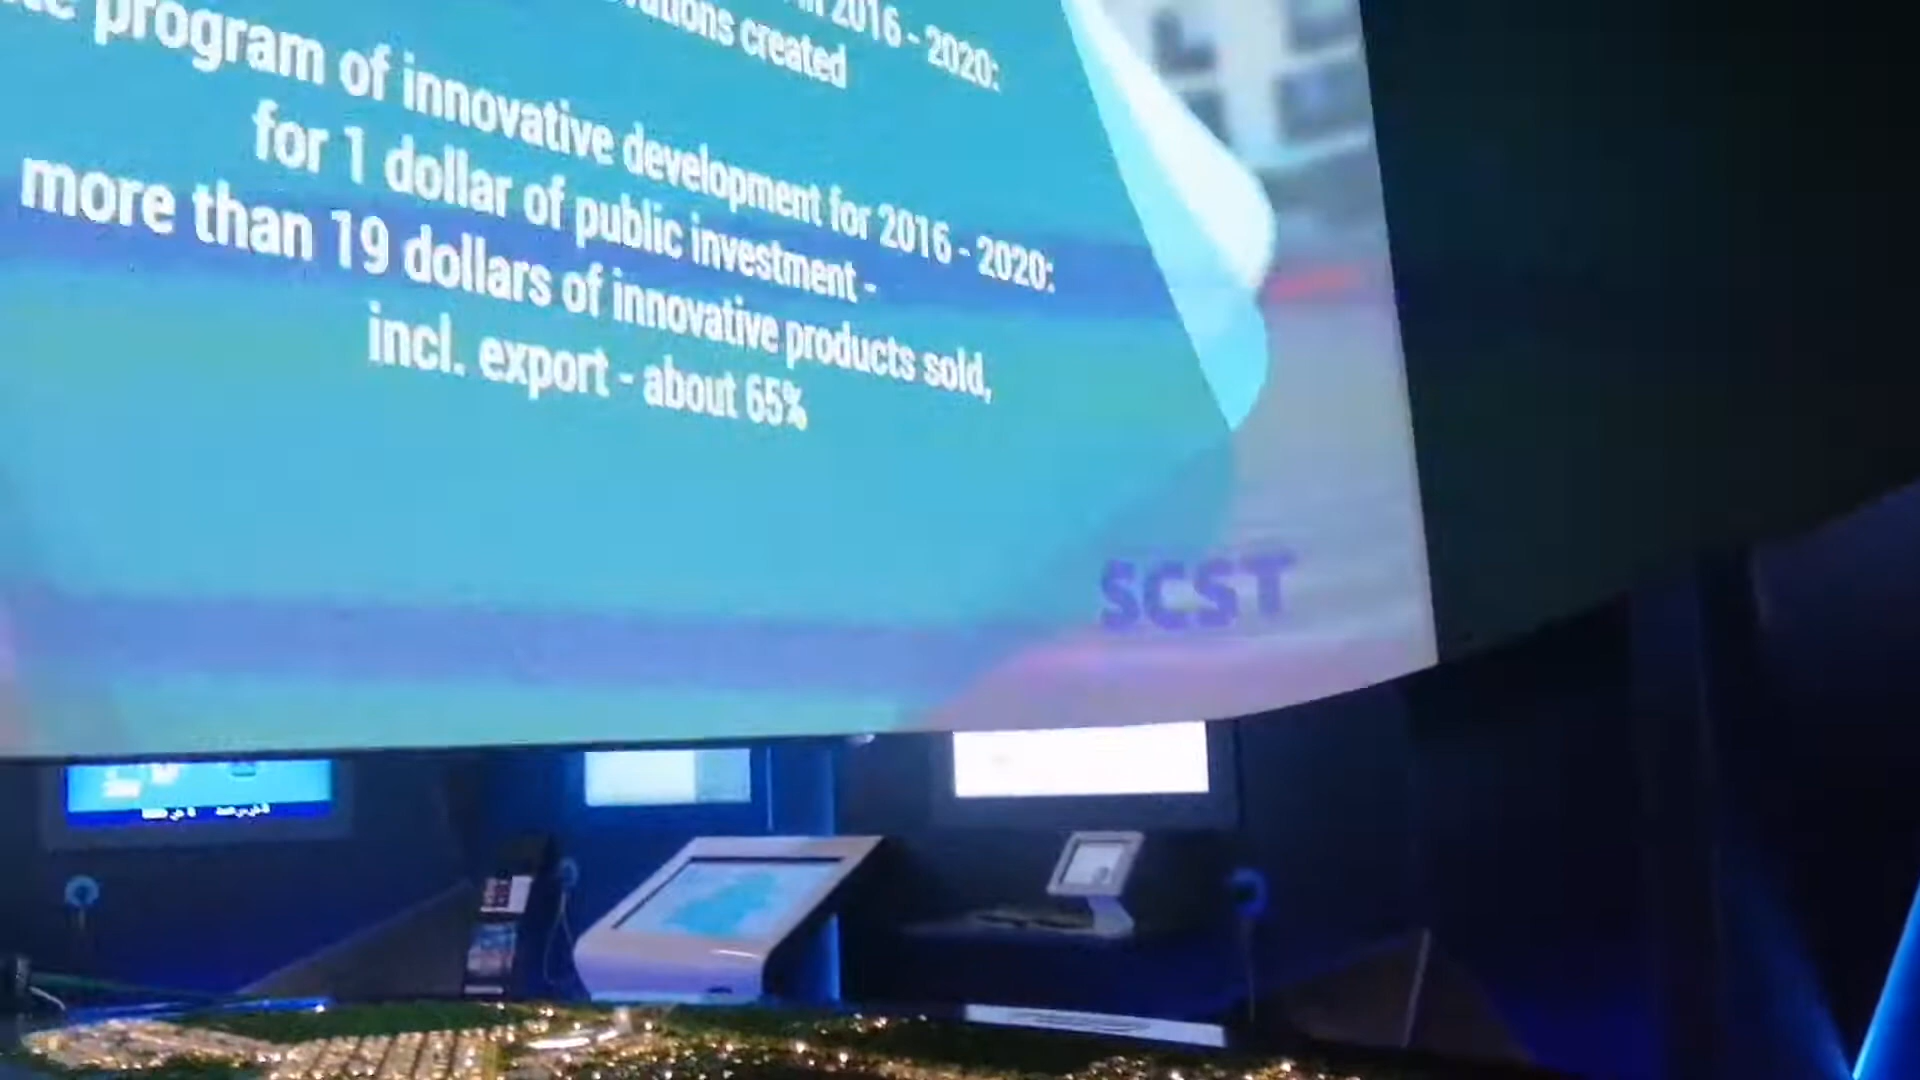 in 2016 - 2020:
created
program of innovative development for 2016 - 2020:
for 1 dollar of public investment -
more than 19 dollars of innovative products sold,
incl. export - about 65%
SCST